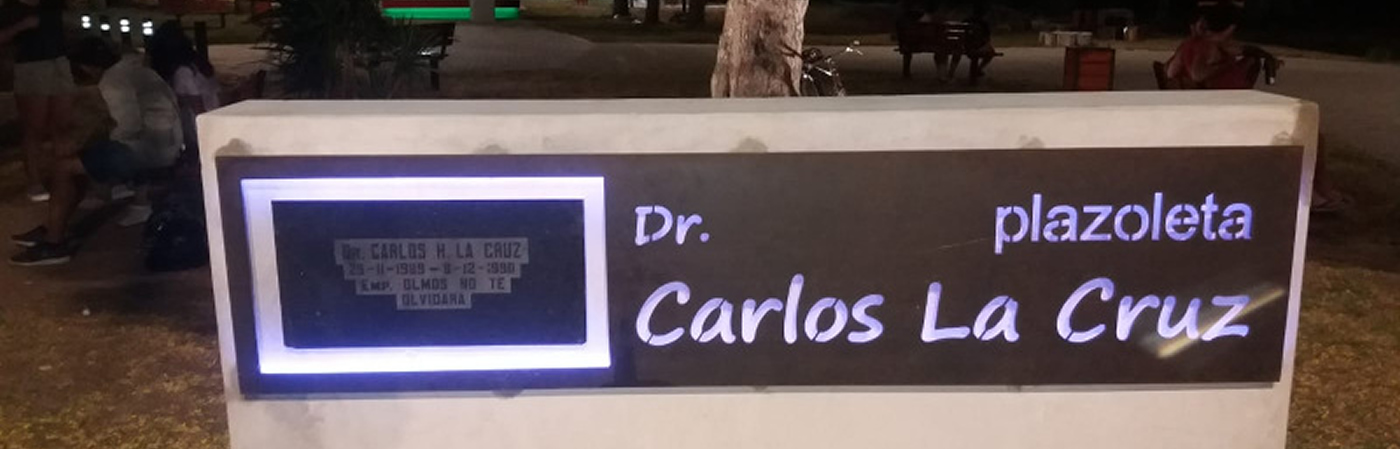 Dr. CARLOS H. LA CRUZ
29-11-1989 - 8-12-1990
EMP. OLMOS NO TE
OLVIDARA
Dr. plazoleta
Carlos La Cruz